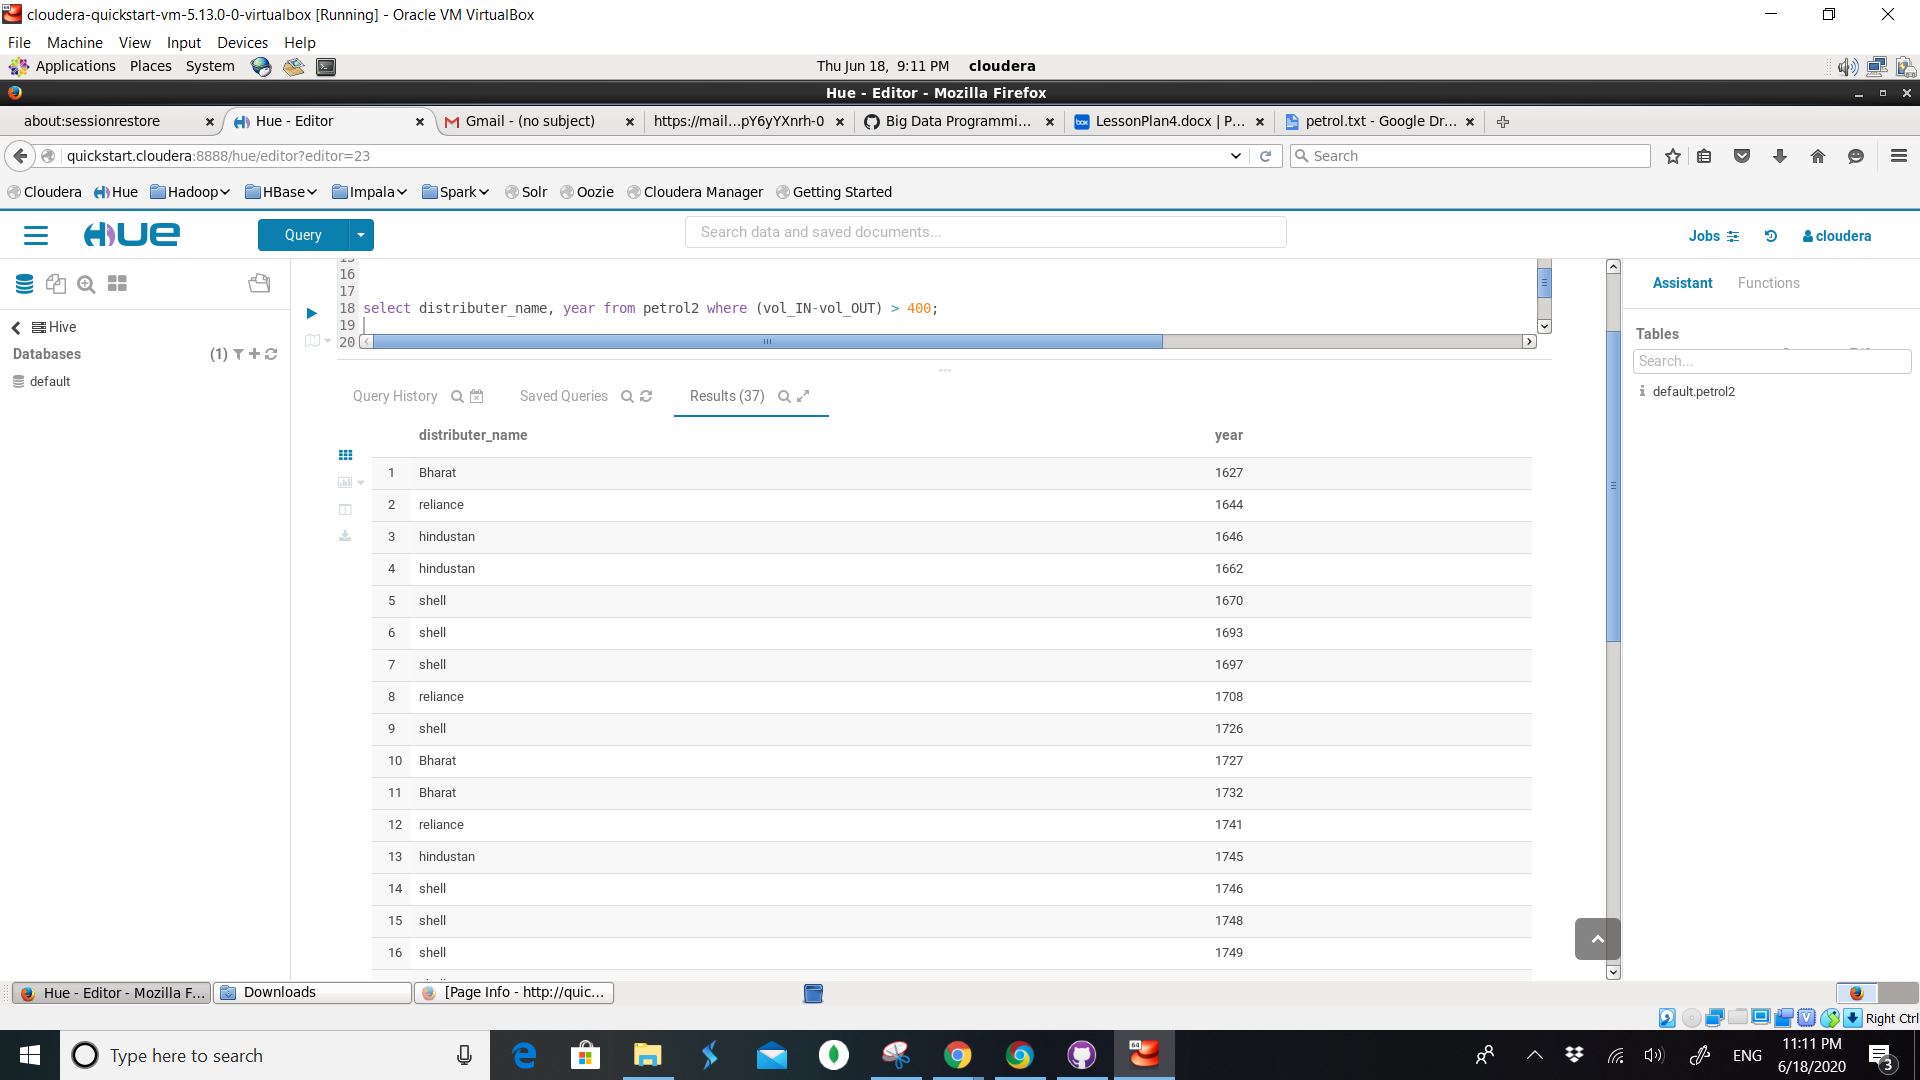 cloudera-quickstart-vm-5.13.0-0-virtualbox [Running] - Oracle VM VirtualBox
File Machine View Input Devices Help
Applications Places System Thu Jun 18, 9:11 PM cloudera
Hue - Editor - Mozilla Firefox
about:sessionrestore Hue - Editor Gmail - (no subject) https://mail...pY6yYXnrh-0 Big Data Programmi... LessonPlan4.docx | P... petrol.txt - Google Dr...
quickstart.cloudera:8888/hue/editor?editor=23 Search
Cloudera Hue Hadoop HBase Impala Spark Solr Oozie Cloudera Manager Getting Started
HUE Query Search data and saved documents... Jobs cloudera
15
16
17
18 select distributer_name, year from petrol2 where (vol_IN-vol_OUT) > 400;
19
20
Hive
Databases (1)
default
Assistant Functions
Tables
Search...
default.petrol2
Query History Saved Queries Results (37)
distributer_name year
1 Bharat 1627
2 reliance 1644
3 hindustan 1646
4 hindustan 1662
5 shell 1670
6 shell 1693
7 shell 1697
8 reliance 1708
9 shell 1726
10 Bharat 1727
11 Bharat 1732
12 reliance 1741
13 hindustan 1745
14 shell 1746
15 shell 1748
16 shell 1749
Hue - Editor - Mozilla F... Downloads [Page Info - http://quic...
Right Ctrl
Type here to search ENG 11:11 PM
6/18/2020 3